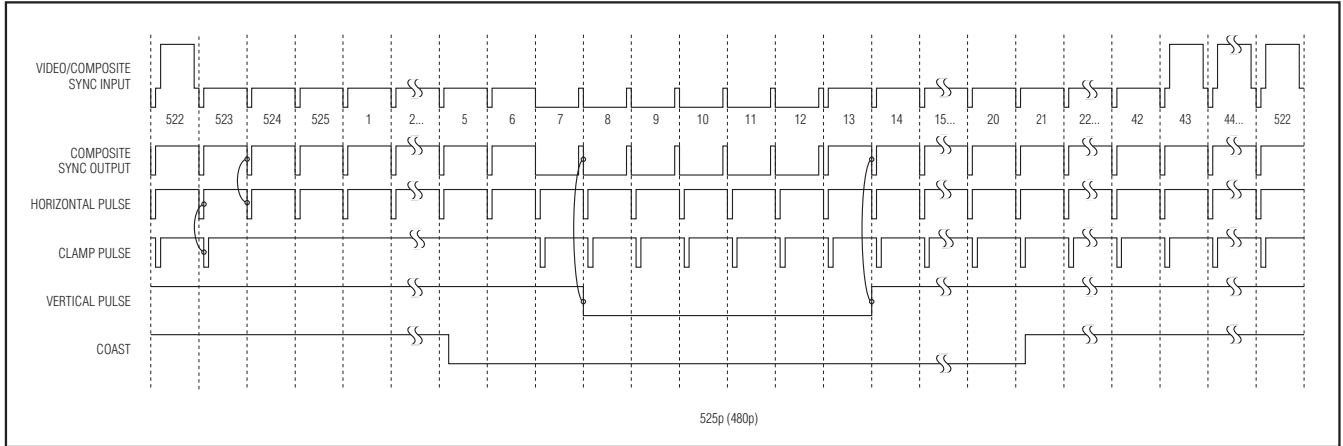 VIDEO/COMPOSITE
SYNC INPUT
522 523 524 525 1 2... 5 6 7 8 9 10 11 12 13 14 15... 20 21 22... 42 43 44... 522
COMPOSITE
SYNC OUTPUT
HORIZONTAL PULSE
CLAMP PULSE
VERTICAL PULSE
COAST
525p (480p)